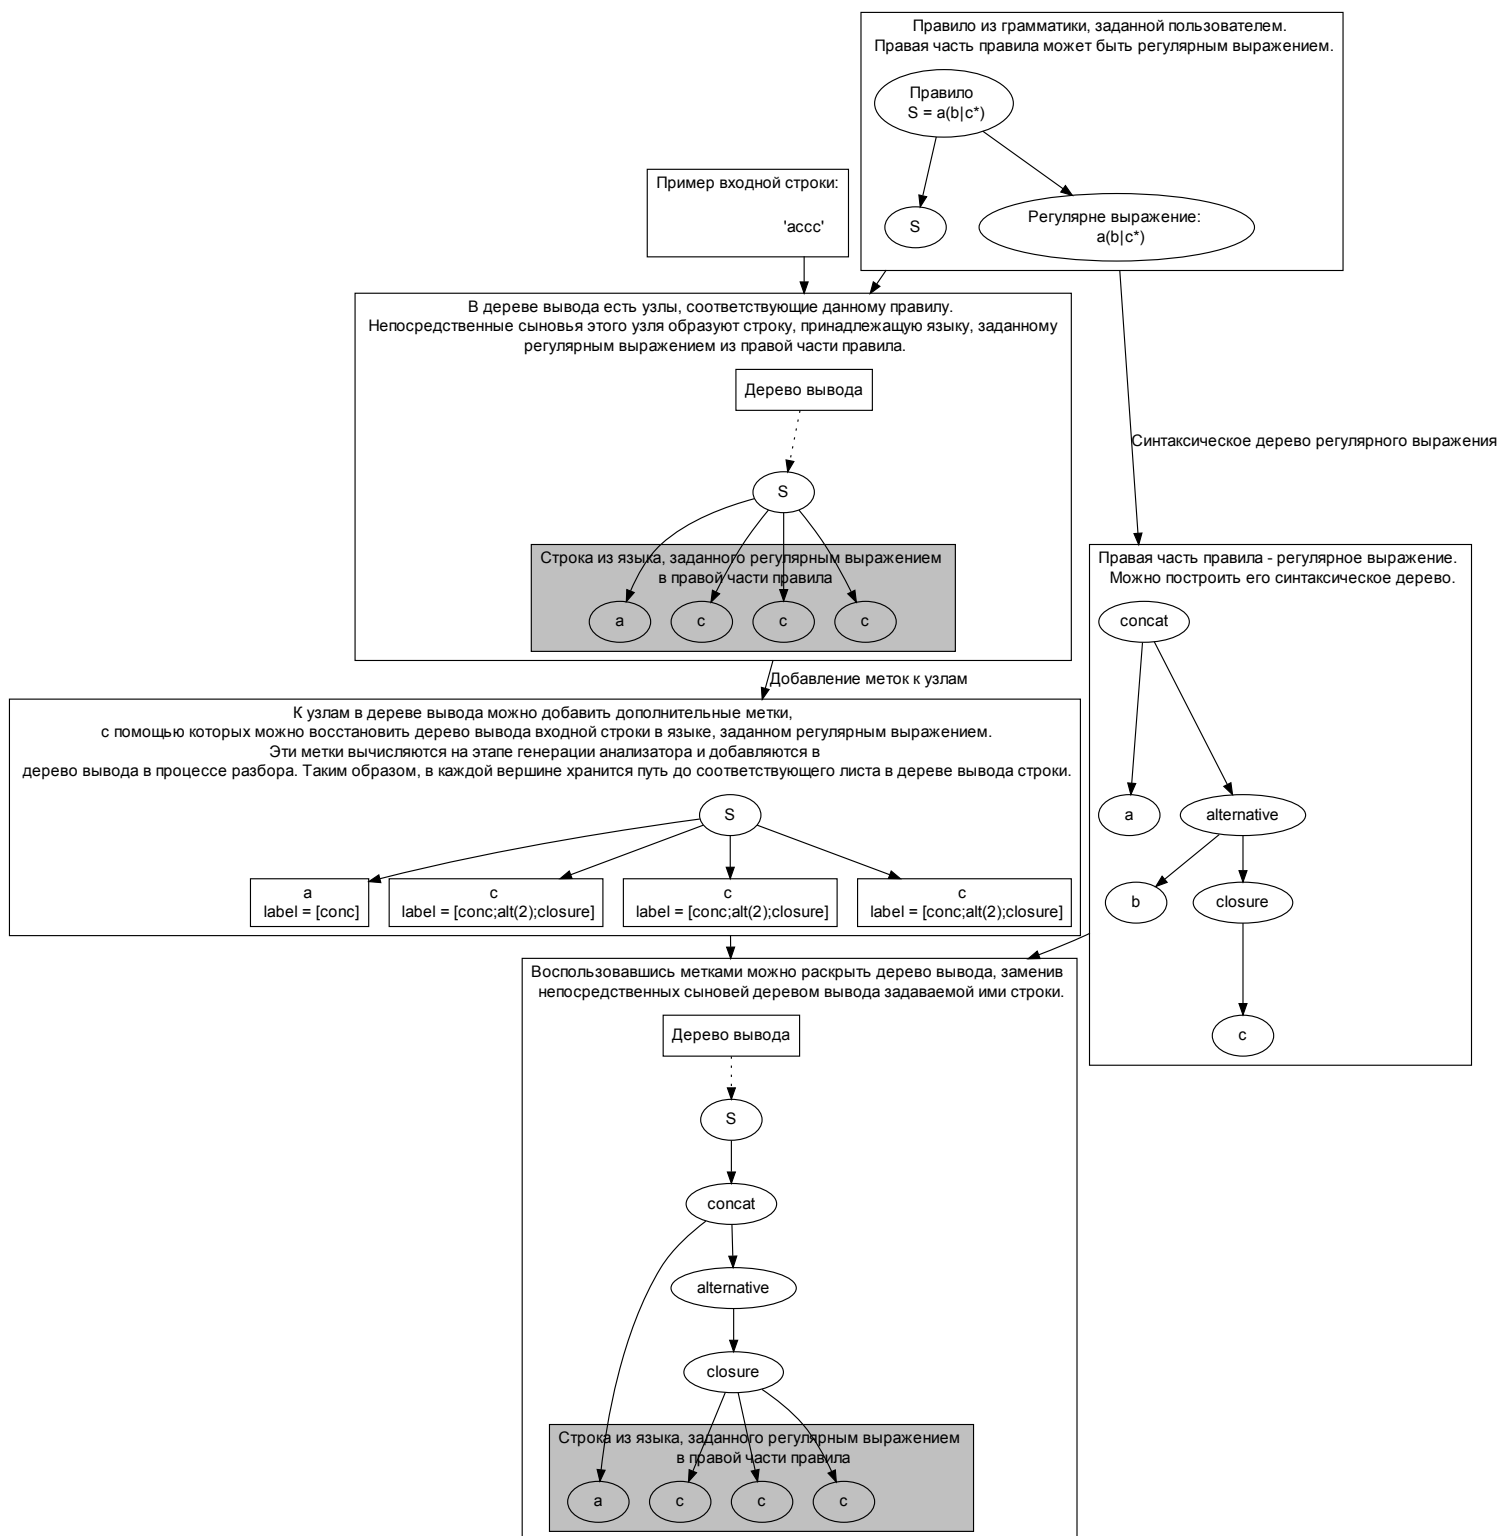 Правило из грамматики, заданной пользователем.
Правая часть правила может быть регулярным выражением.
Правило
S = a(b|c*)
S
Регулярне выражение:
a(b|c*)
Пример входной строки:
'accc'
В дереве вывода есть узлы, соответствующие данному правилу.
Непосредственные сыновья этого узля образуют строку, принадлежащую языку, заданному
регулярным выражением из правой части правила.
Дерево вывода
S
Строка из языка, заданного регулярным выражением
в правой части правила
a
c
c
c
Синтаксическое дерево регулярного выражения
Правая часть правила - регулярное выражение.
Можно построить его синтаксическое дерево.
concat
a
alternative
b
closure
c
Добавление меток к узлам
К узлам в дереве вывода можно добавить дополнительные метки,
с помощью которых можно восстановить дерево вывода входной строки в языке, заданном регулярным выражением.
Эти метки вычисляются на этапе генерации анализатора и добавляются в
дерево вывода в процессе разбора. Таким образом, в каждой вершине хранится путь до соответствующего листа в дереве вывода строки.
S
a
label = [conc]
c
label = [conc;alt(2);closure]
c
label = [conc;alt(2);closure]
c
label = [conc;alt(2);closure]
Воспользовавшись метками можно раскрыть дерево вывода, заменив
непосредственных сыновей деревом вывода задаваемой ими строки.
Дерево вывода
S
concat
alternative
closure
Строка из языка, заданного регулярным выражением
в правой части правила
a
c
c
c